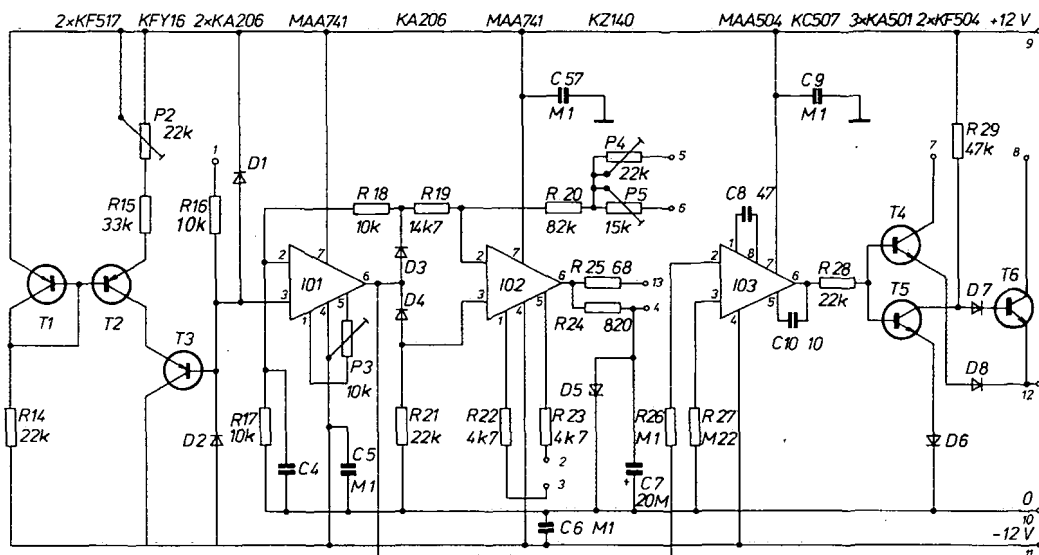 2×KF517 KFY16 2×KA206 MAA741 KA206 MAA741 KZ140 MAA504 KC507 3×KA501 2×KF504 +12 V
9
P2
22k
1
D1
R15
33k
R16
10k
R18
10k
R19
14k7
C57
M1
P4
22k
5
R20
82k
P5
15k
6
C9
M1
C8 47
7
R29
47k
8
T1
T2
T3
2
3
IO1
7
6
1
4
5
P3
10k
D3
D4
2
3
IO2
7
6
1
4
5
R25 68
13
4
R24
820
2
3
IO3
1
8
7
6
5
4
C10 10
R28
22k
T4
T5
D7
T6
D8
12
R14
22k
D2
R17
10k
C4
C5
M1
R21
22k
R22
4k7
R23
4k7
2
3
D5
C7
+
20M
R26
M1
R27
M22
D6
C6 M1
0
10
-12 V
11